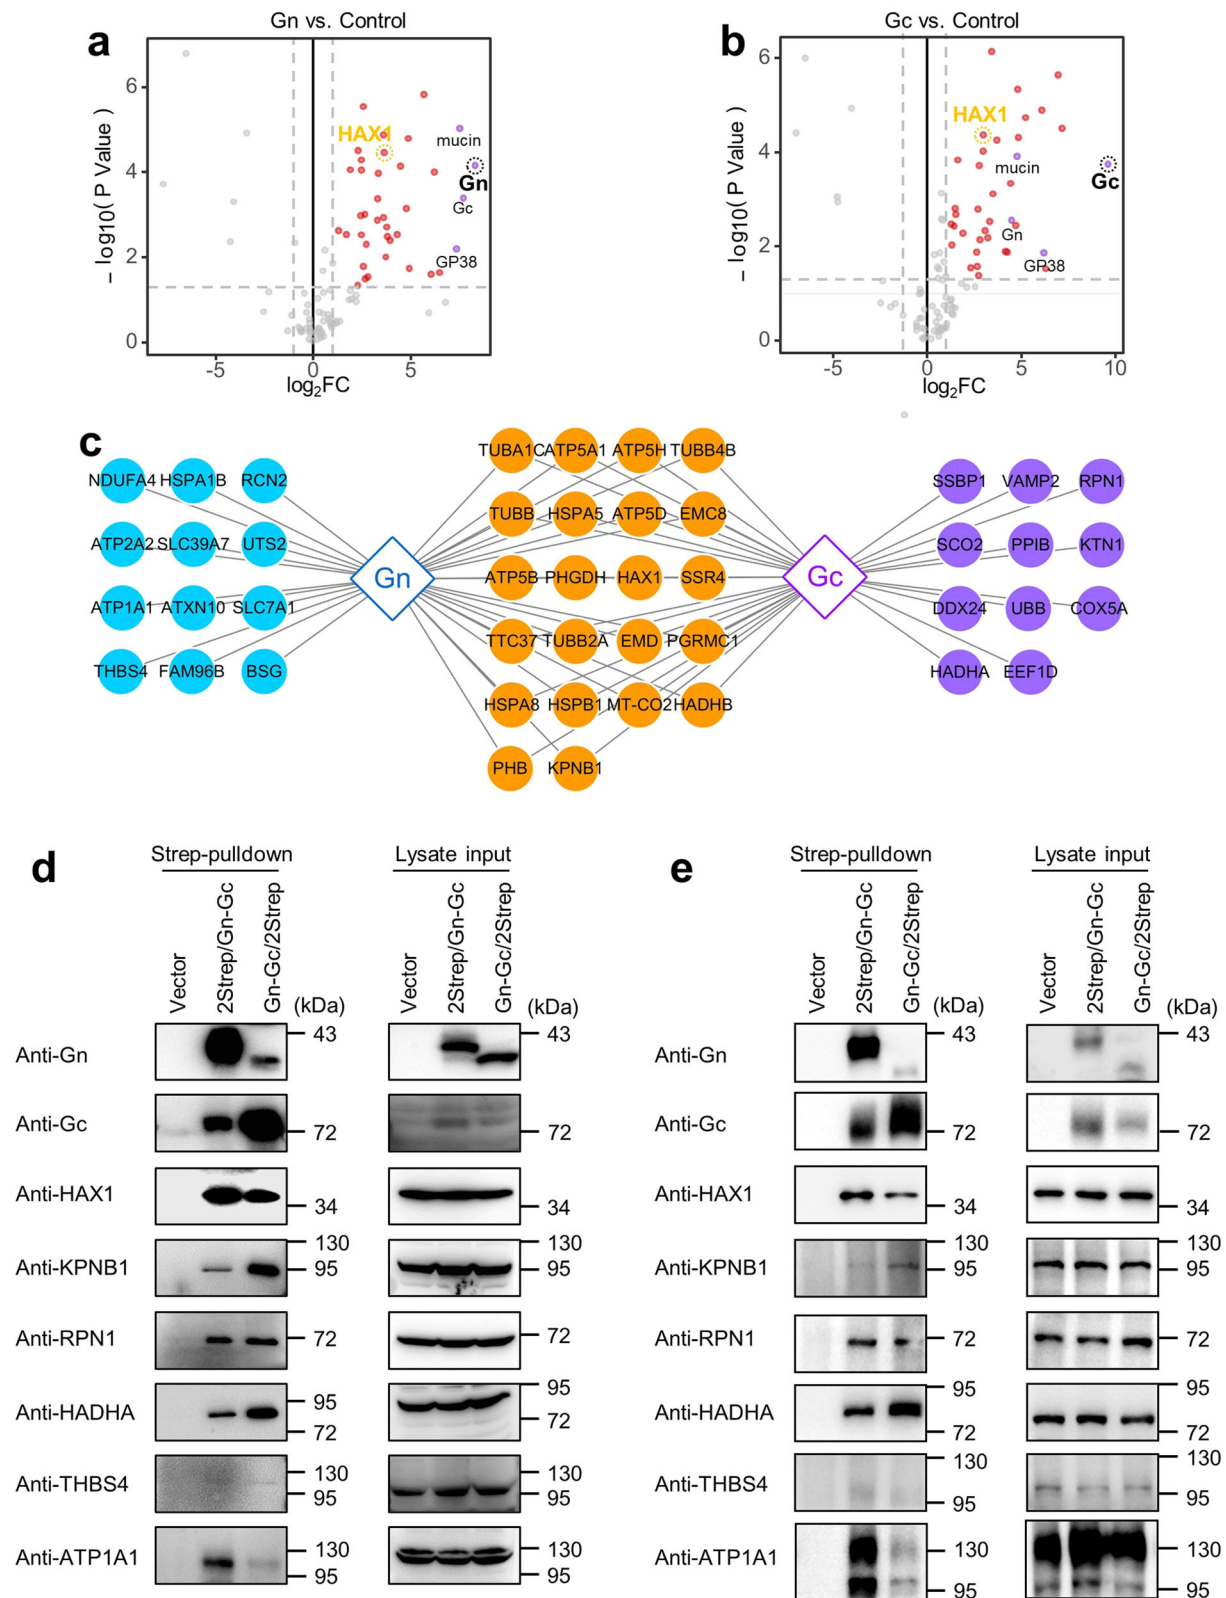 a
Gn vs. Control
− log10( P Value )
6
4
2
0
HAX1
mucin
Gn
Gc
GP38
-5
0
5
log2FC
b
Gc vs. Control
− log10( P Value )
6
4
2
0
HAX1
mucin
Gc
Gn
GP38
-5
0
5
10
log2FC
c
NDUFA4 HSPA1B RCN2
ATP2A2 SLC39A7 UTS2
ATP1A1 ATXN10 SLC7A1
THBS4 FAM96B BSG
Gn
TUBA1C ATP5A1 ATP5H TUBB4B
TUBB HSPA5 ATP5D EMC8
ATP5B PHGDH HAX1 SSR4
TTC37 TUBB2A EMD PGRMC1
HSPA8 HSPB1 MT-CO2 HADHB
PHB KPNB1
Gc
SSBP1 VAMP2 RPN1
SCO2 PPIB KTN1
DDX24 UBB COX5A
HADHA EEF1D
d
Strep-pulldown Lysate input
Vector 2Strep/Gn-Gc Gn-Gc/2Strep (kDa) Vector 2Strep/Gn-Gc Gn-Gc/2Strep (kDa)
Anti-Gn 43 43
Anti-Gc 72 72
Anti-HAX1 34 34
Anti-KPNB1 130 95 130 95
Anti-RPN1 72 72
Anti-HADHA 95 72 95 72
Anti-THBS4 130 95 130 95
Anti-ATP1A1 130 95 130 95
e
Strep-pulldown Lysate input
Vector 2Strep/Gn-Gc Gn-Gc/2Strep (kDa) Vector 2Strep/Gn-Gc Gn-Gc/2Strep (kDa)
Anti-Gn 43 43
Anti-Gc 72 72
Anti-HAX1 34 34
Anti-KPNB1 130 95 130 95
Anti-RPN1 72 72
Anti-HADHA 95 72 95 72
Anti-THBS4 130 95 130 95
Anti-ATP1A1 130 95 130 95